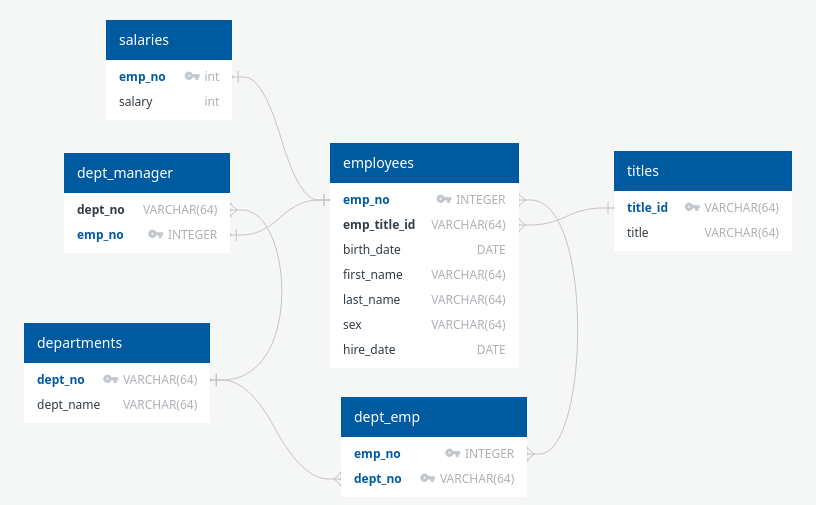 salaries
emp_no int
salary int
dept_manager
dept_no VARCHAR(64)
emp_no INTEGER
departments
dept_no VARCHAR(64)
dept_name VARCHAR(64)
employees
emp_no INTEGER
emp_title_id VARCHAR(64)
birth_date DATE
first_name VARCHAR(64)
last_name VARCHAR(64)
sex VARCHAR(64)
hire_date DATE
dept_emp
emp_no INTEGER
dept_no VARCHAR(64)
titles
title_id VARCHAR(64)
title VARCHAR(64)